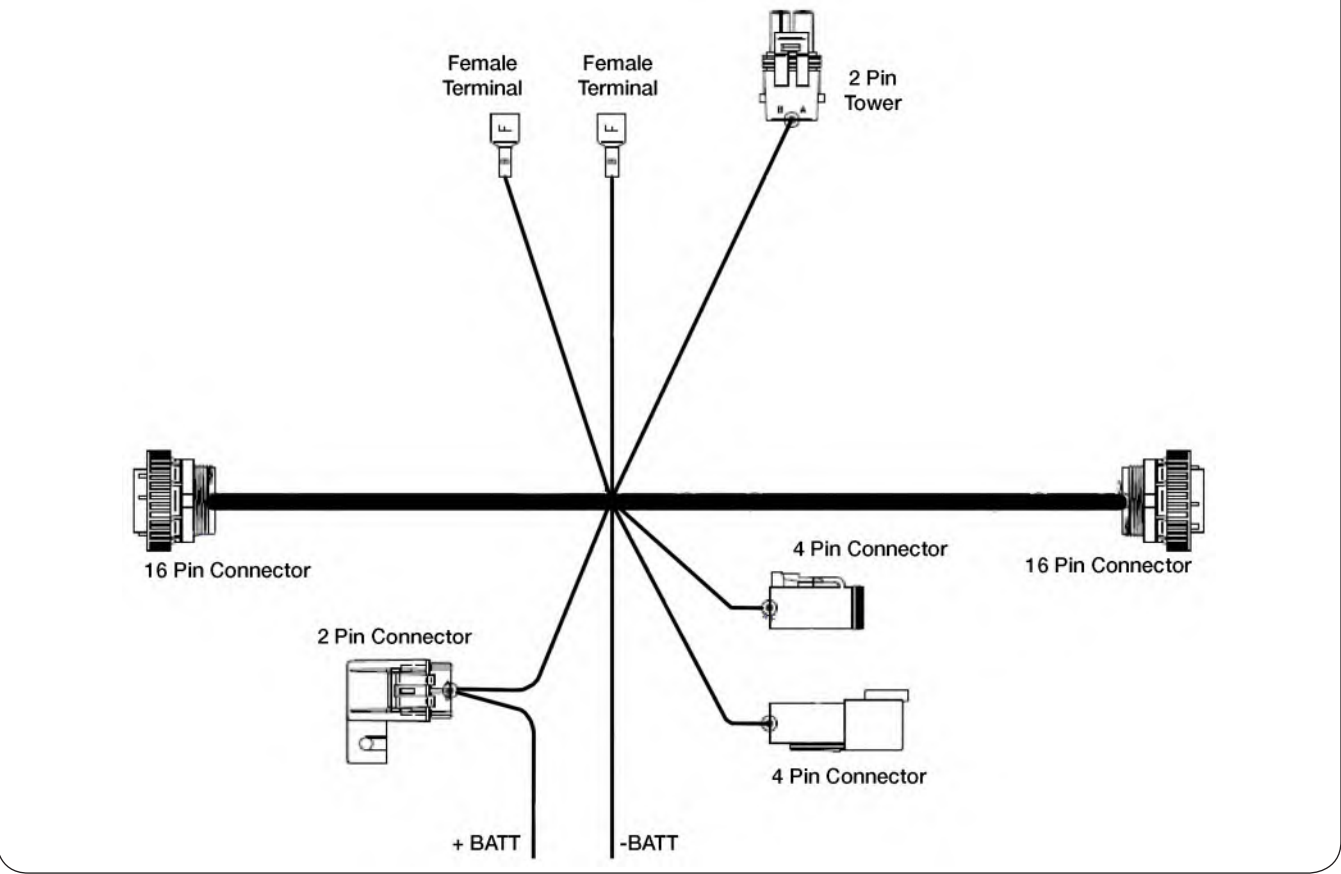 Female
Terminal
Female
Terminal
2 Pin
Tower
F
F
B A
16 Pin Connector
4 Pin Connector
16 Pin Connector
2 Pin Connector
4 Pin Connector
+ BATT
-BATT